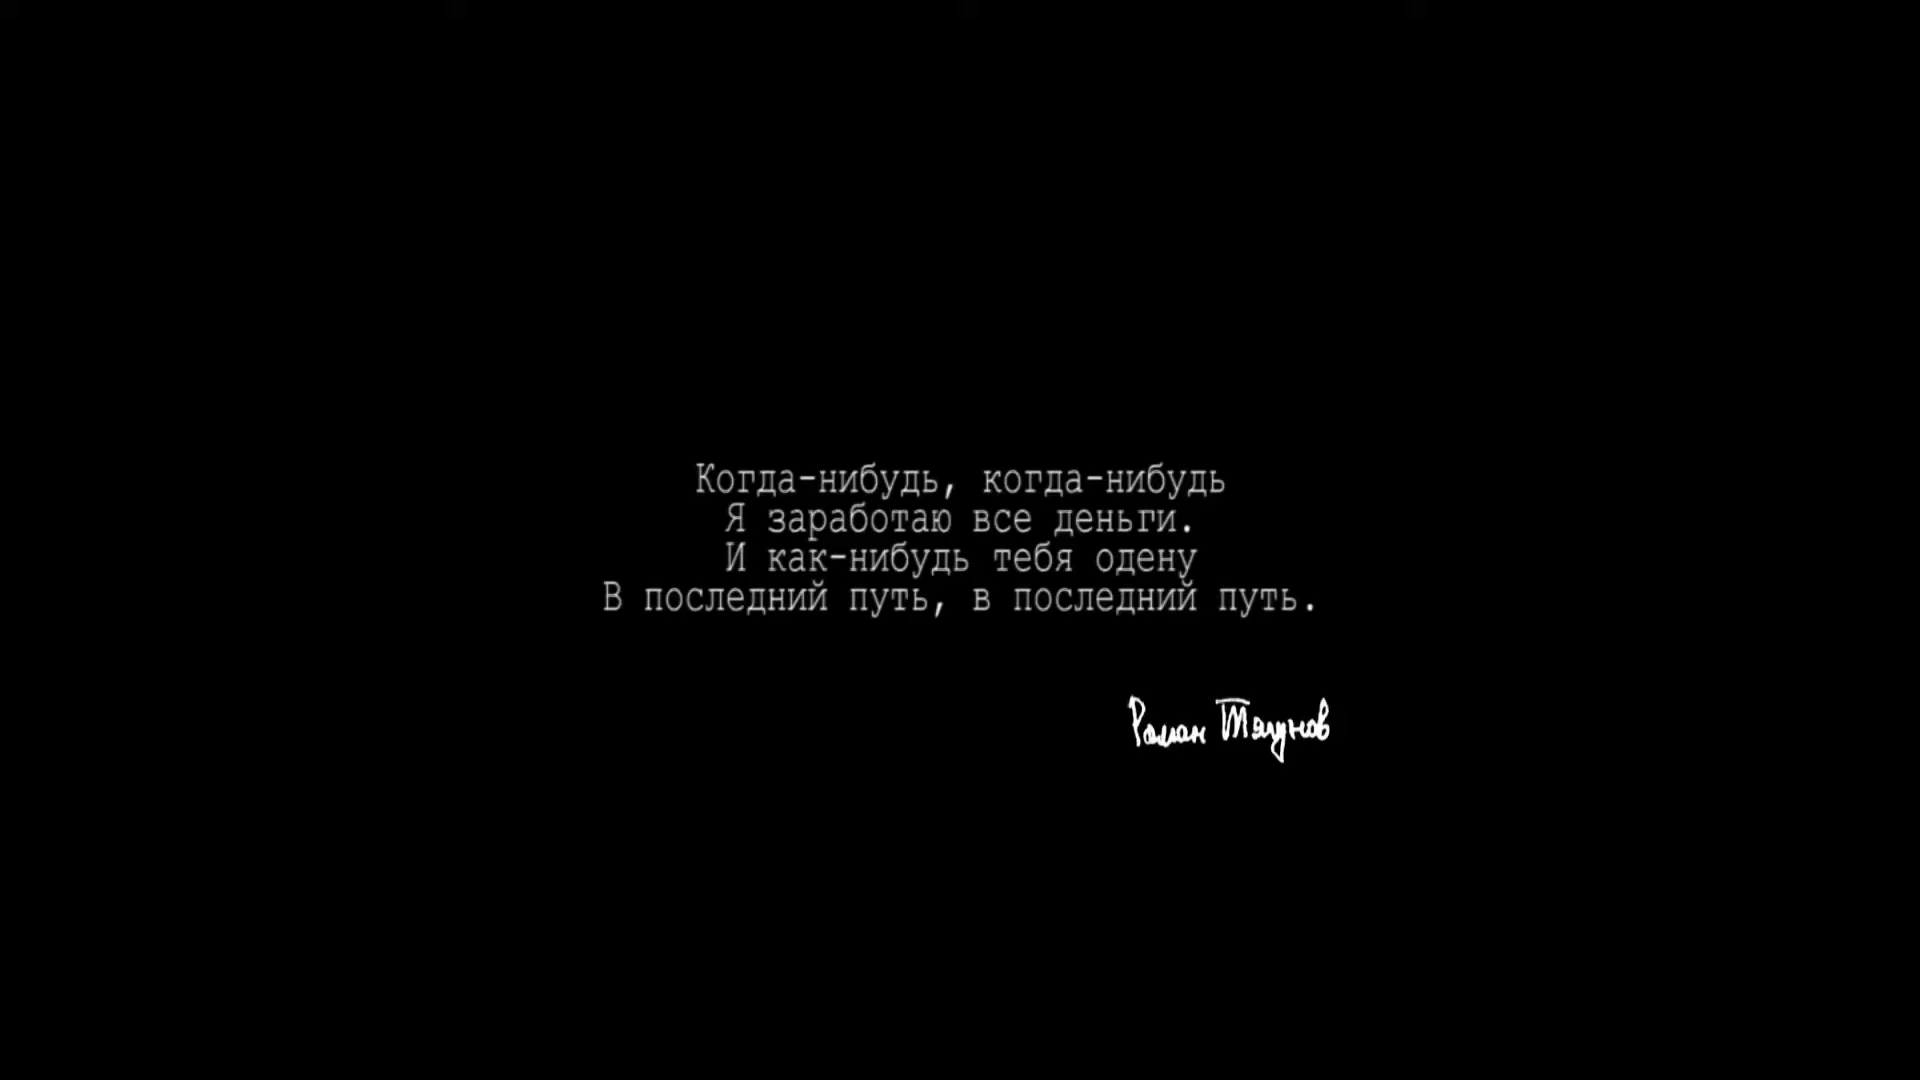 Когда-нибудь, когда-нибудь
Я заработаю все деньги.
И как-нибудь тебя одену
В последний путь, в последний путь.
Роман Тягунов